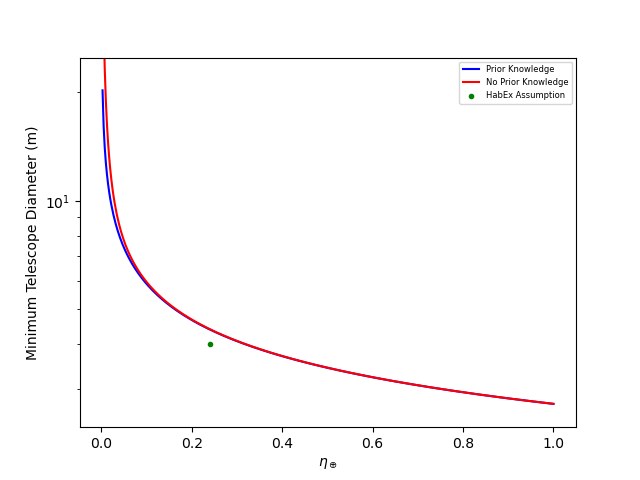 Prior Knowledge
No Prior Knowledge
HabEx Assumption
Minimum Telescope Diameter (m)
10¹
0.0 0.2 0.4 0.6 0.8 1.0
η⊕